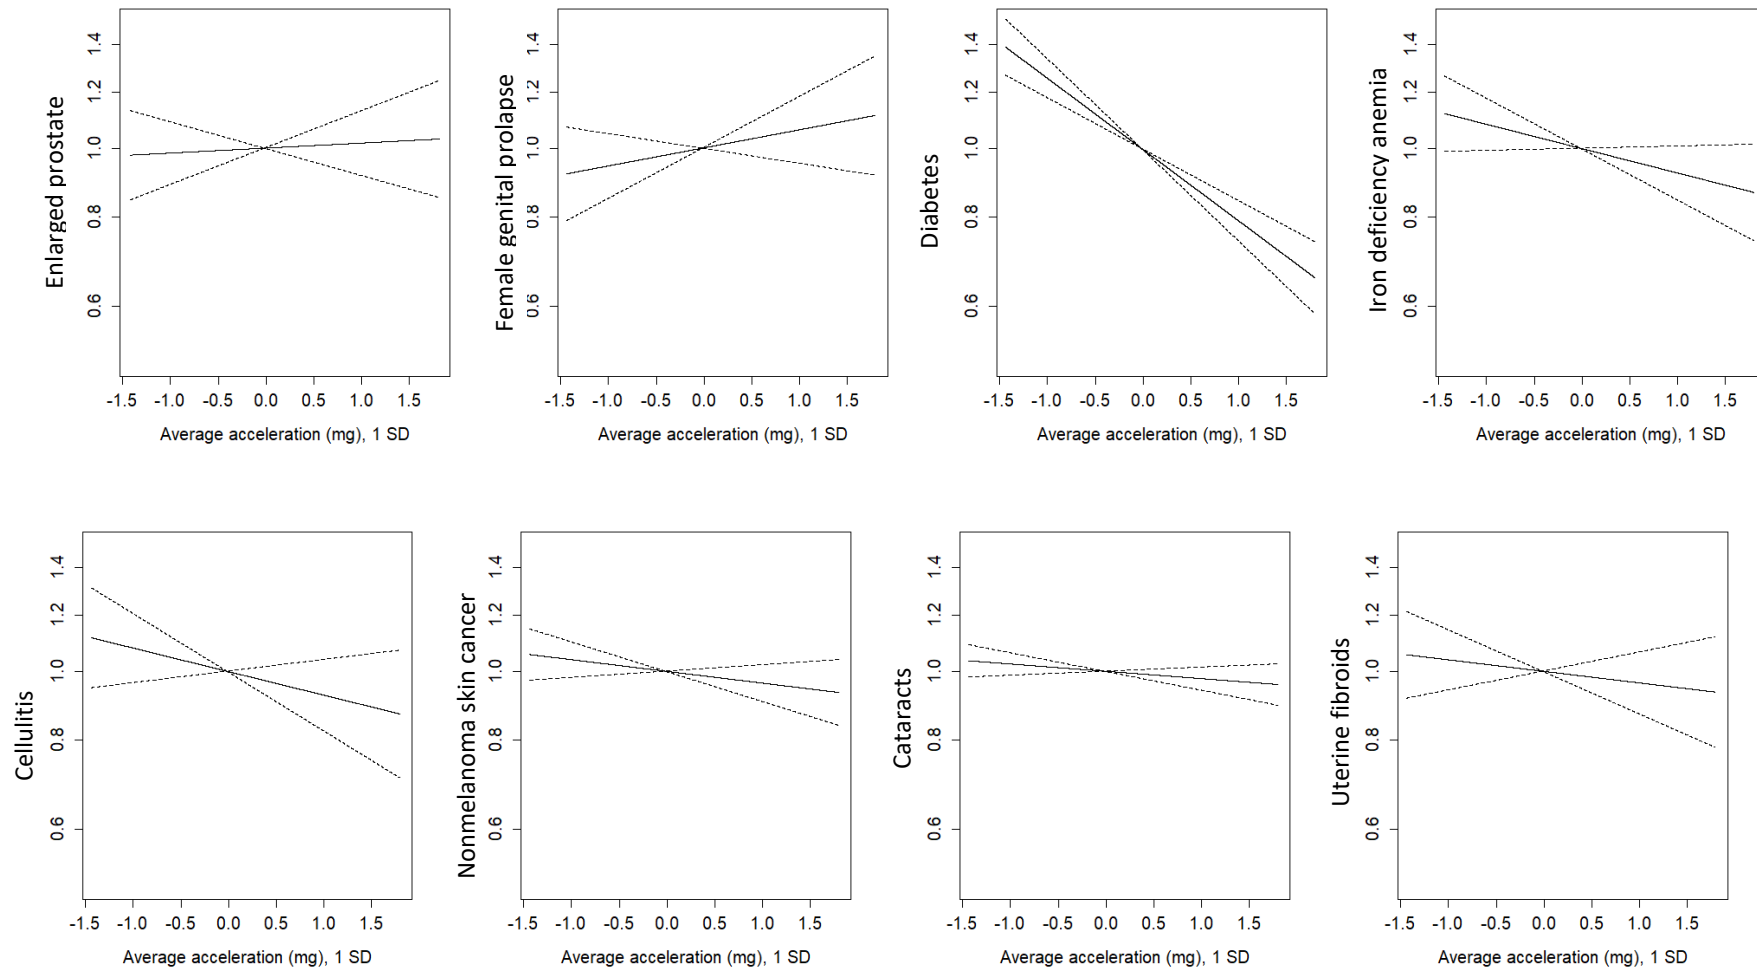 Enlarged prostate
1.4
1.2
1.0
0.8
0.6
-1.5 -1.0 -0.5 0.0 0.5 1.0 1.5
Average acceleration (mg), 1 SD
Female genital prolapse
1.4
1.2
1.0
0.8
0.6
-1.5 -1.0 -0.5 0.0 0.5 1.0 1.5
Average acceleration (mg), 1 SD
Diabetes
1.4
1.2
1.0
0.8
0.6
-1.5 -1.0 -0.5 0.0 0.5 1.0 1.5
Average acceleration (mg), 1 SD
Iron deficiency anemia
1.4
1.2
1.0
0.8
0.6
-1.5 -1.0 -0.5 0.0 0.5 1.0 1.5
Average acceleration (mg), 1 SD
Cellulitis
1.4
1.2
1.0
0.8
0.6
-1.5 -1.0 -0.5 0.0 0.5 1.0 1.5
Average acceleration (mg), 1 SD
Nonmelanoma skin cancer
1.4
1.2
1.0
0.8
0.6
-1.5 -1.0 -0.5 0.0 0.5 1.0 1.5
Average acceleration (mg), 1 SD
Cataracts
1.4
1.2
1.0
0.8
0.6
-1.5 -1.0 -0.5 0.0 0.5 1.0 1.5
Average acceleration (mg), 1 SD
Uterine fibroids
1.4
1.2
1.0
0.8
0.6
-1.5 -1.0 -0.5 0.0 0.5 1.0 1.5
Average acceleration (mg), 1 SD